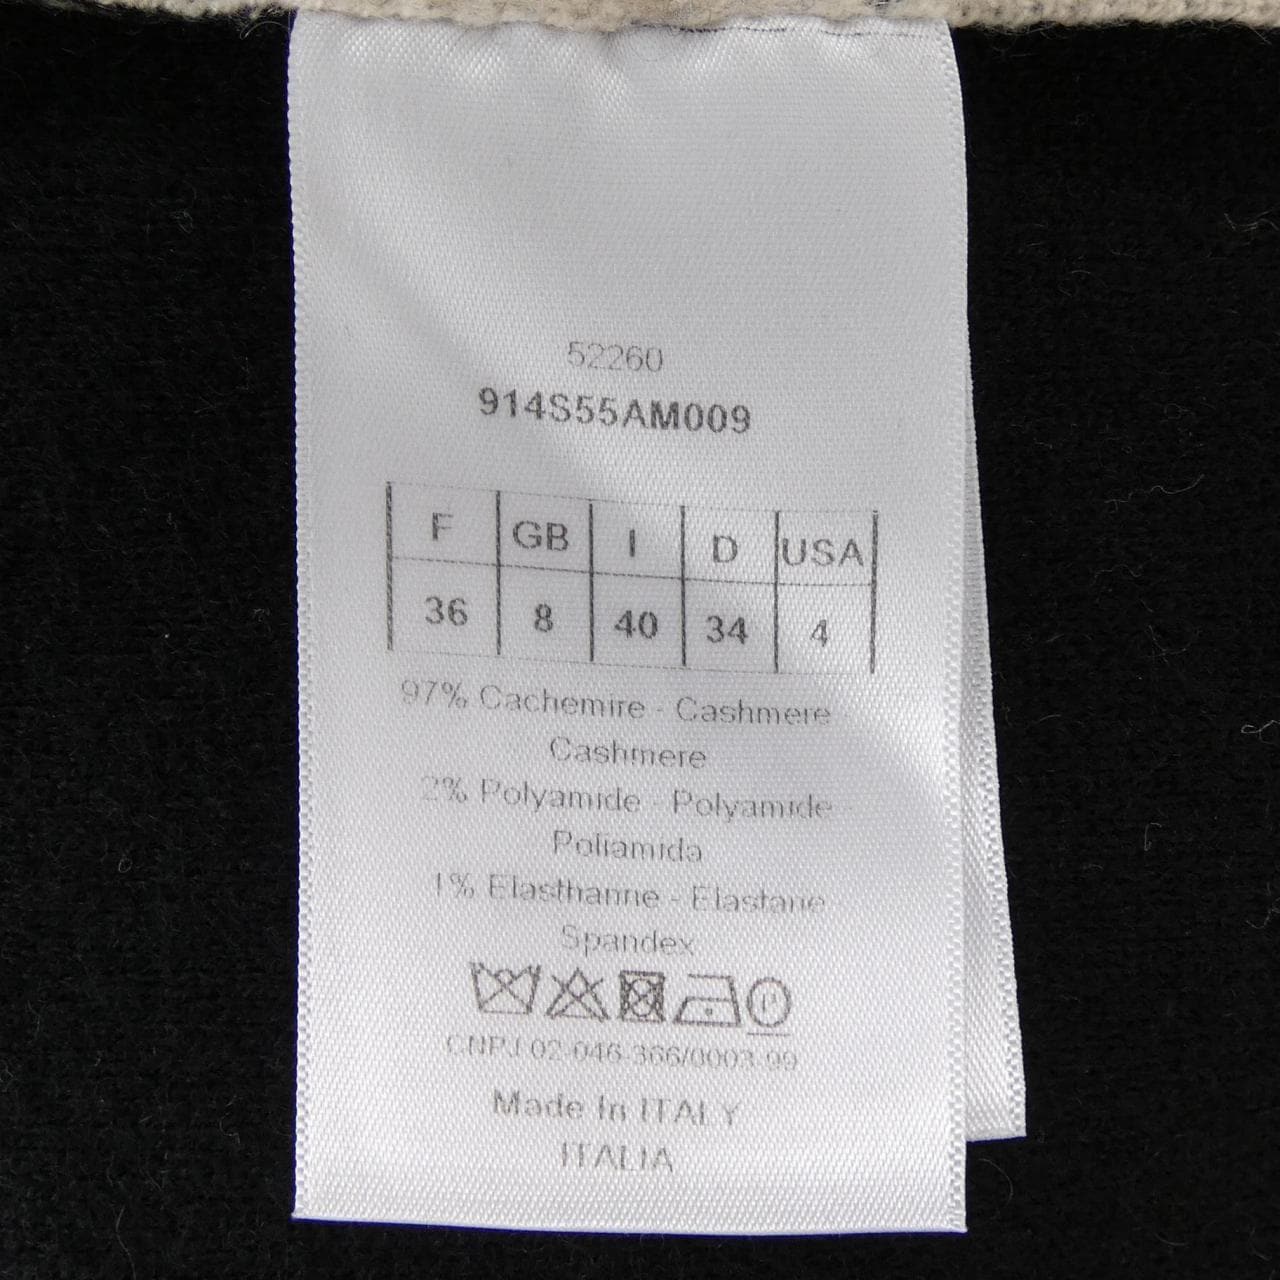 52260
914S55AM009
F GB I D USA
36 8 40 34 4
97% Cachemire - Cashmere -
Cashmere
2% Polyamide - Polyamide -
Poliamida
1% Elasthanne - Elastane
Spandex
P
CNPJ 02-046-366/0003-99
Made In ITALY
ITALIA